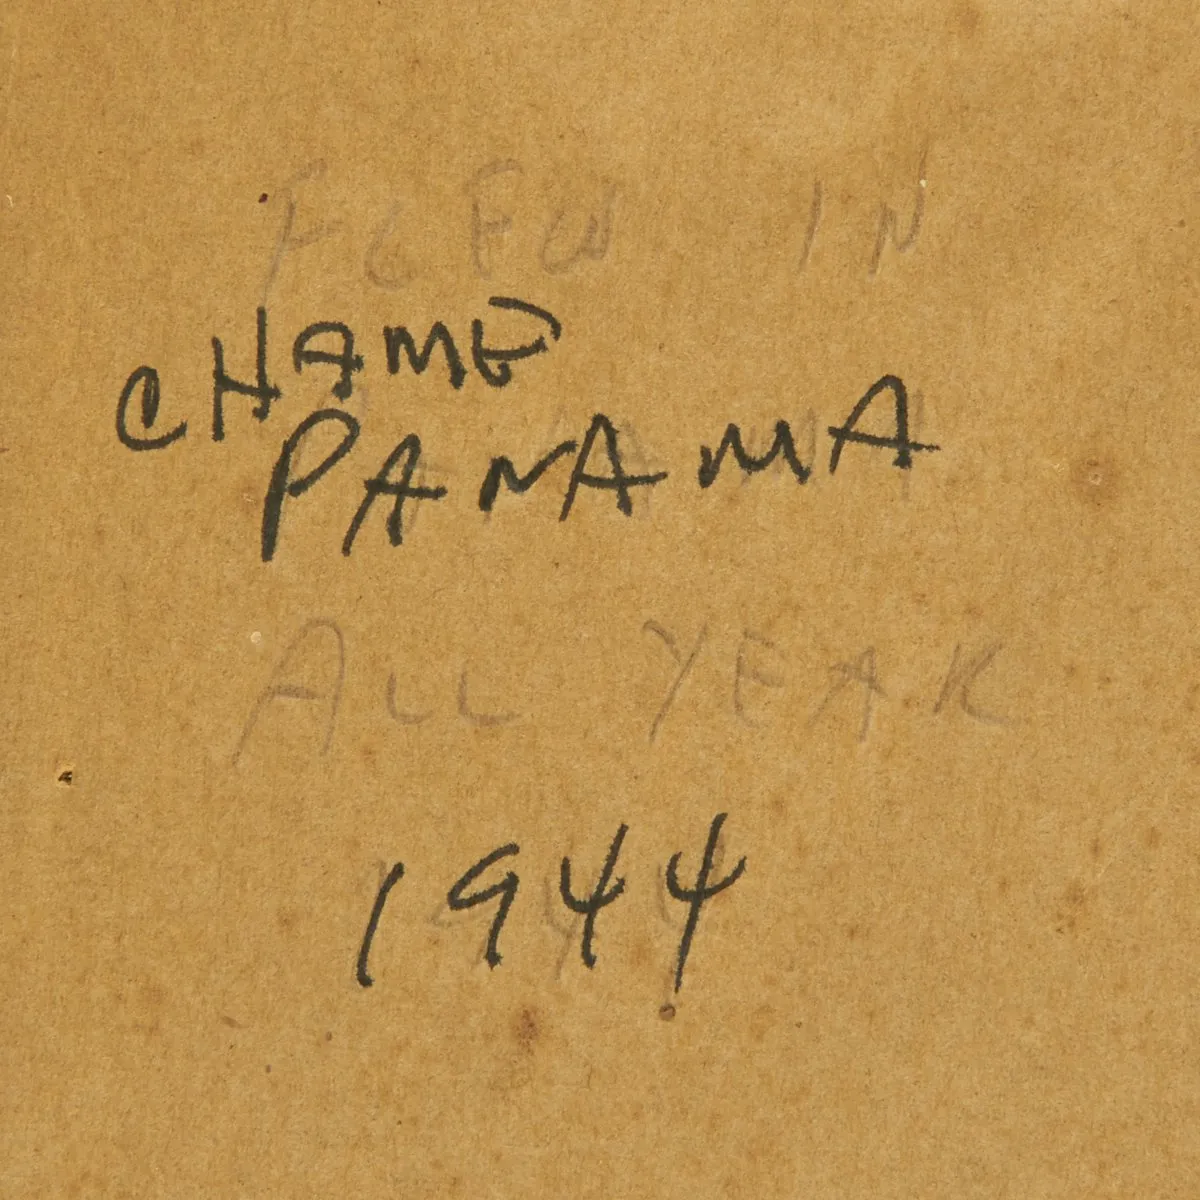 FLEW IN
CHAME
PANAMA
ALL YEAR
1944